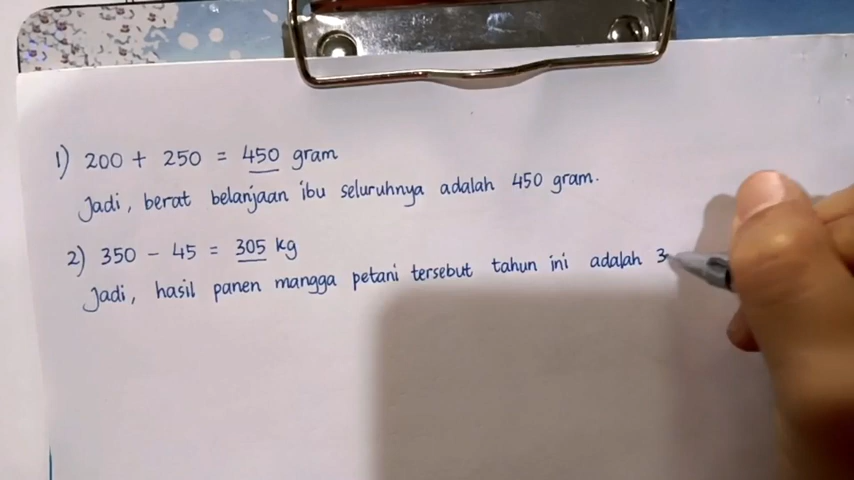 1) 200 + 250 = 450 gram
Jadi, berat belanjaan ibu seluruhnya adalah 450 gram.
2) 350 - 45 = 305 kg
Jadi, hasil panen mangga petani tersebut tahun ini adalah 3